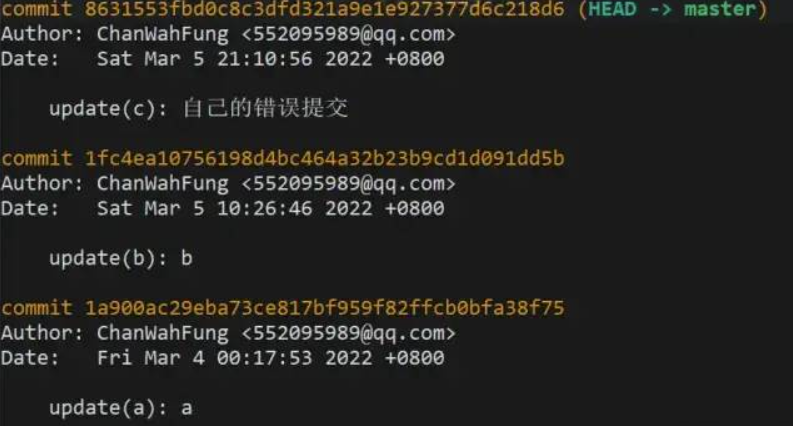 commit 8631553fbd0c8c3dfd321a9e1e927377d6c218d6 (HEAD -> master)
Author: ChanWahFung <552095989@qq.com>
Date:   Sat Mar 5 21:10:56 2022 +0800
update(c): 自己的错误提交
commit 1fc4ea10756198d4bc464a32b23b9cd1d091dd5b
Author: ChanWahFung <552095989@qq.com>
Date:   Sat Mar 5 10:26:46 2022 +0800
update(b): b
commit 1a900ac29eba73ce817bf959f82ffcb0bfa38f75
Author: ChanWahFung <552095989@qq.com>
Date:   Fri Mar 4 00:17:53 2022 +0800
update(a): a